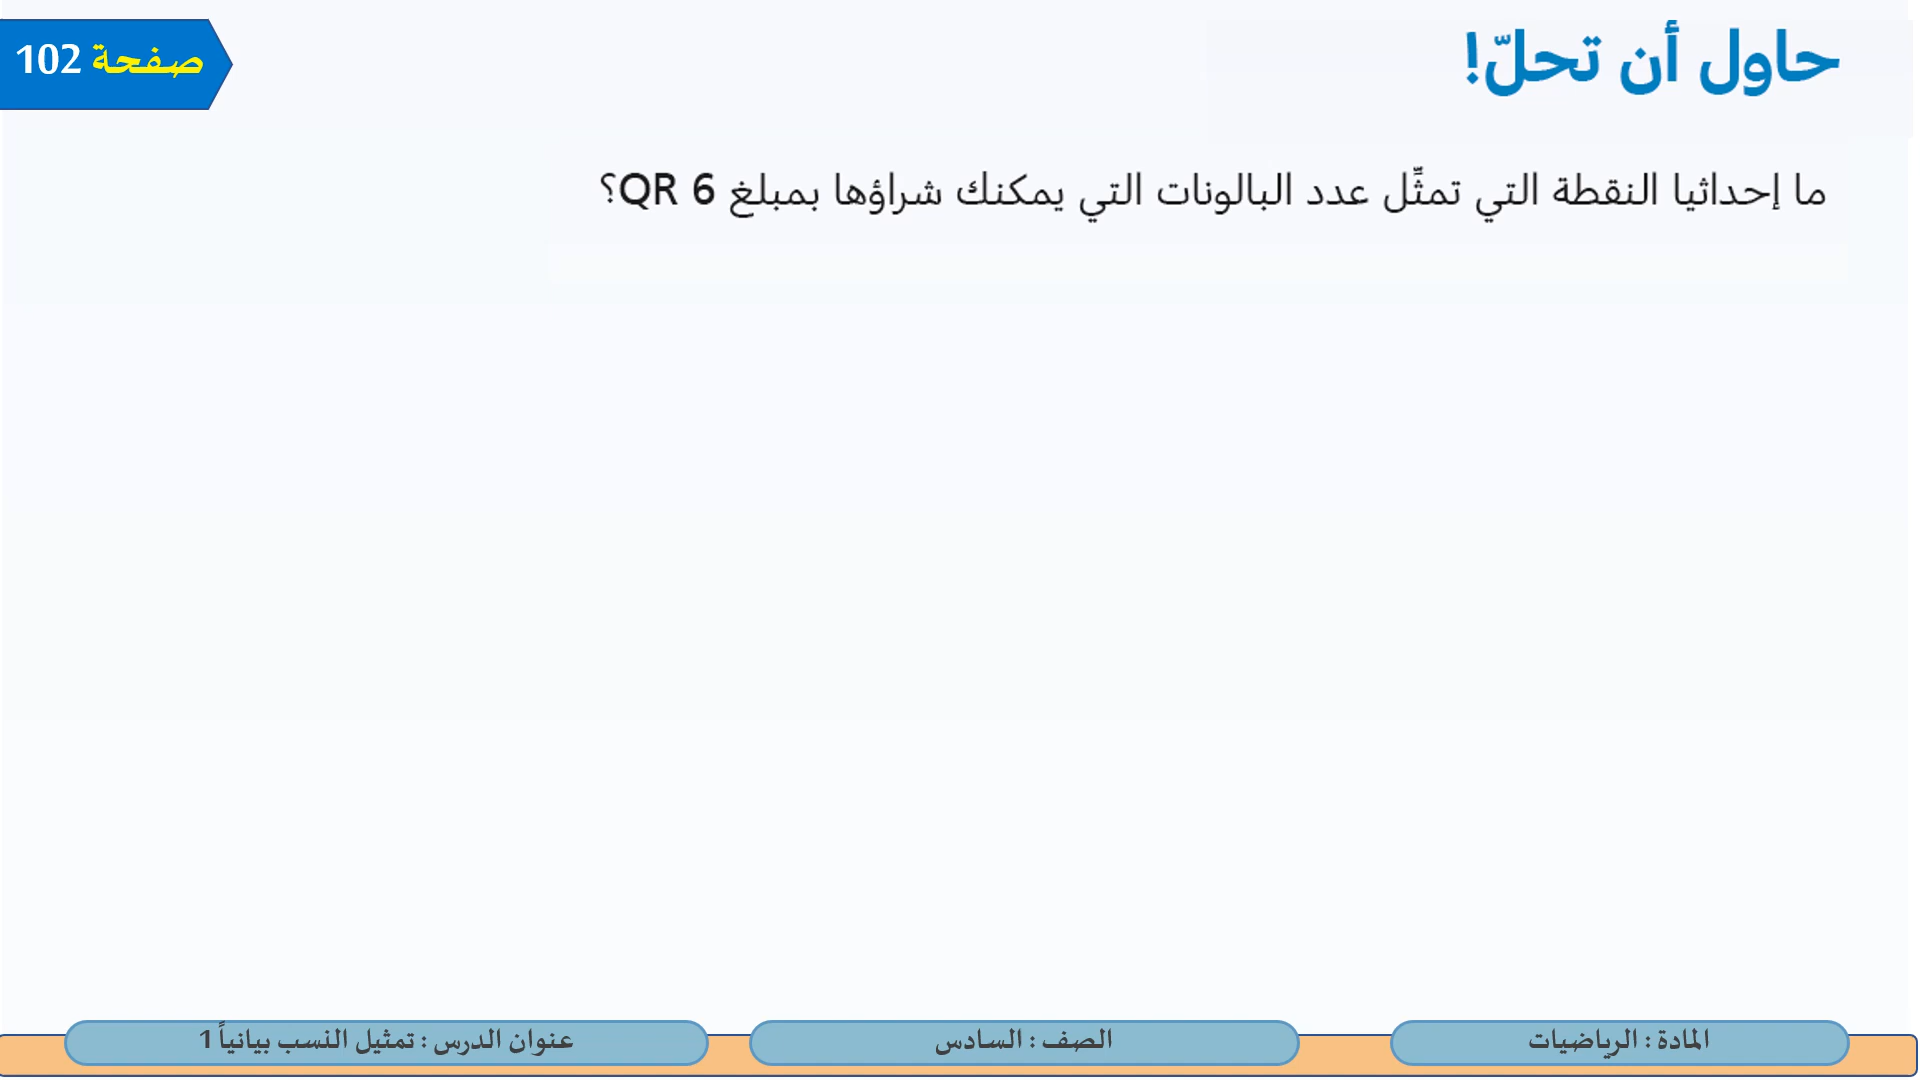 حاول أن تحلّ!
صفحة 102
ما إحداثيا النقطة التي تمثِّل عدد البالونات التي يمكنك شراؤها بمبلغ QR 6؟
المادة : الرياضيات
الصف : السادس
عنوان الدرس : تمثيل النسب بيانياً 1